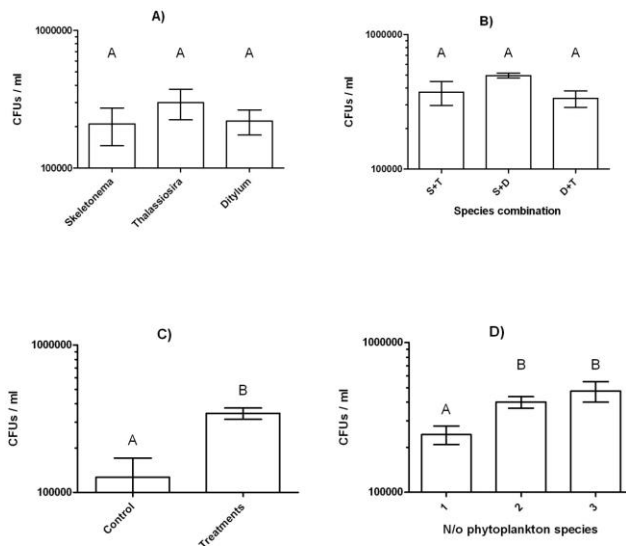 A)
1000000
A A A
CFUs / ml
100000
Skeletonema
Thalassiosira
Ditylum
B)
1000000
A A A
CFUs / ml
100000
S+T
S+D
D+T
Species combination
C)
1000000
B
A
CFUs / ml
100000
Control
Treatments
D)
1000000
B B
A
CFUs / ml
100000
1
2
3
N/o phytoplankton species